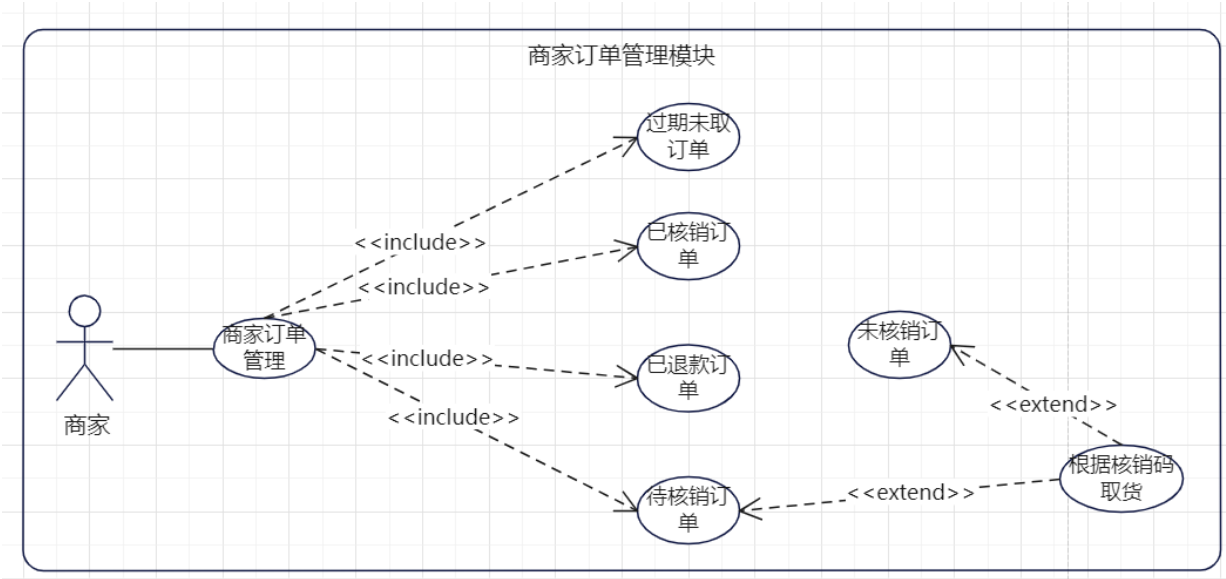 商家订单管理模块
过期未取
订单
<<include>>
已核销订
单
<<include>>
商家订单
管理
<<include>>
已退款订
单
未核销订
单
<<include>>
<<extend>>
商家
根据核销码
取货
<<extend>>
待核销订
单